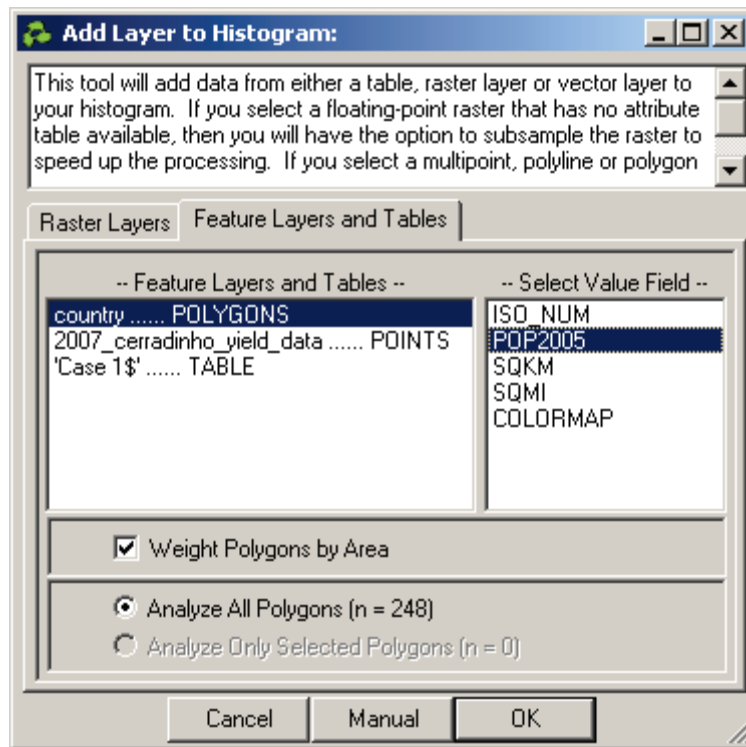 Add Layer to Histogram:
This tool will add data from either a table, raster layer or vector layer to
your histogram. If you select a floating-point raster that has no attribute
table available, then you will have the option to subsample the raster to
speed up the processing. If you select a multipoint, polyline or polygon
Raster Layers
Feature Layers and Tables
-- Feature Layers and Tables --
country ...... POLYGONS
2007_cerradinho_yield_data ...... POINTS
'Case 1$' ...... TABLE
-- Select Value Field --
ISO_NUM
POP2005
SQKM
SQMI
COLORMAP
Weight Polygons by Area
Analyze All Polygons (n = 248)
Analyze Only Selected Polygons (n = 0)
Cancel
Manual
OK